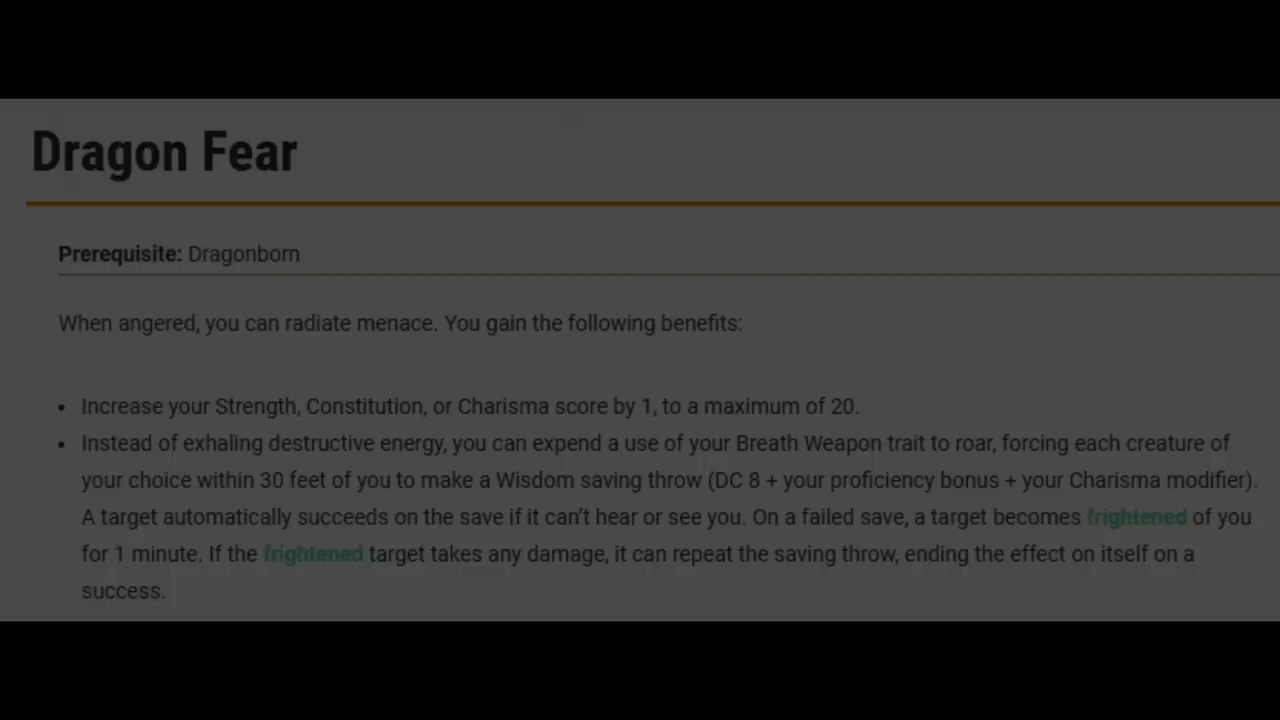 Dragon Fear
Prerequisite: Dragonborn
When angered, you can radiate menace. You gain the following benefits:
• Increase your Strength, Constitution, or Charisma score by 1, to a maximum of 20.
• Instead of exhaling destructive energy, you can expend a use of your Breath Weapon trait to roar, forcing each creature of
your choice within 30 feet of you to make a Wisdom saving throw (DC 8 + your proficiency bonus + your Charisma modifier).
A target automatically succeeds on the save if it can’t hear or see you. On a failed save, a target becomes frightened of you
for 1 minute. If the frightened target takes any damage, it can repeat the saving throw, ending the effect on itself on a
success.